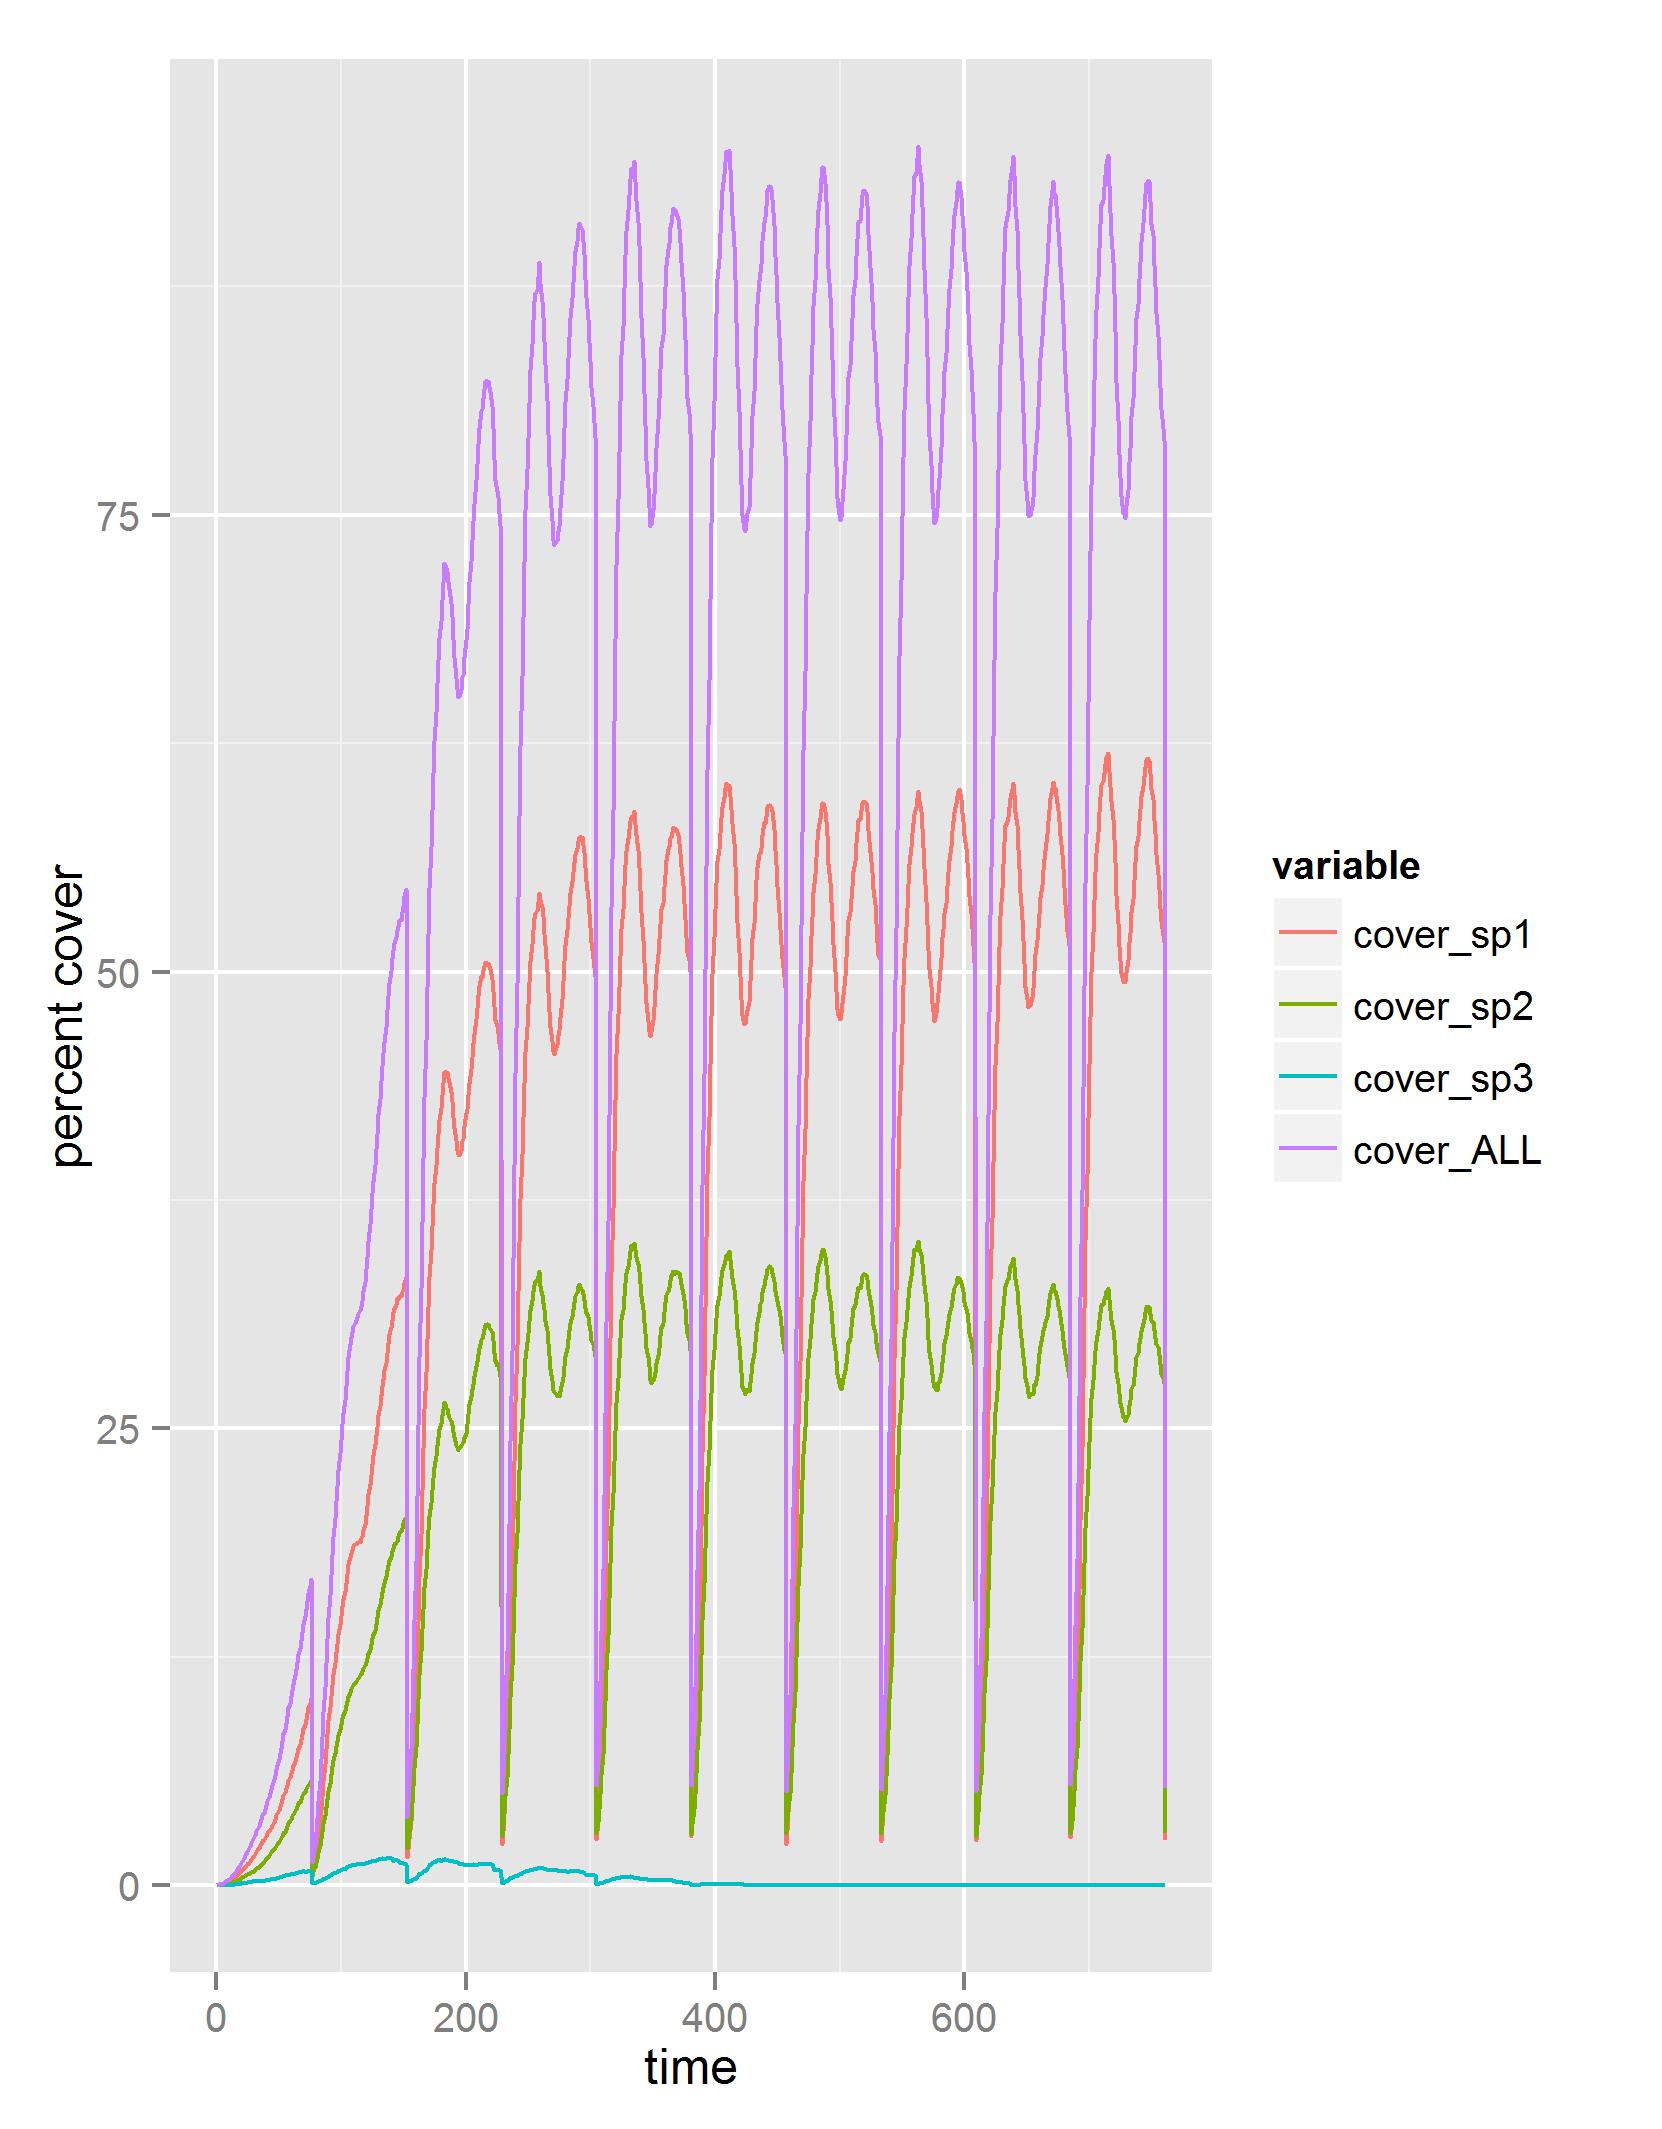 percent cover
75
50
25
0
0 200 400 600
time
variable
cover_sp1
cover_sp2
cover_sp3
cover_ALL